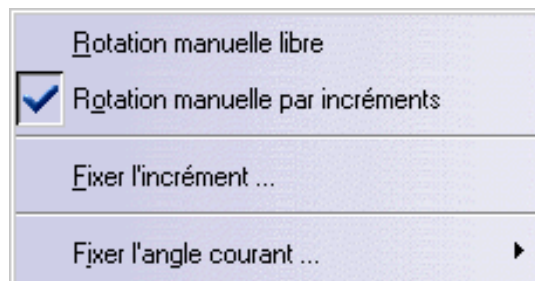 Rotation manuelle libre
Rotation manuelle par incréments
Fixer l'incrément ...
Fixer l'angle courant ...